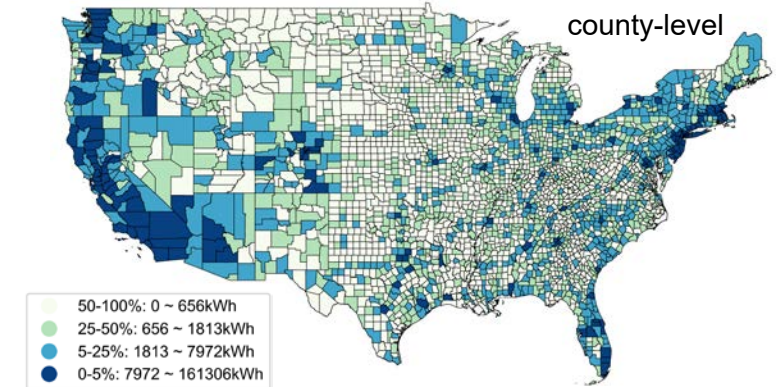 county-level
50-100%: 0 ~ 656kWh
25-50%: 656 ~ 1813kWh
5-25%: 1813 ~ 7972kWh
0-5%: 7972 ~ 161306kWh